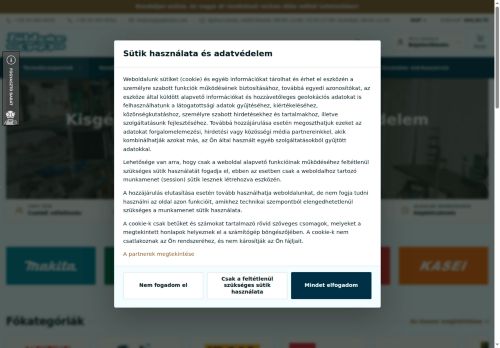 Sütik használata és adatvédelem
Weboldalunk sütiket (cookie) és egyéb információkat tárolhat és érhet el eszközén a
személyre szabott funkciók működésének biztosításához, továbbá egyedi azonosítókat, az
eszköze által küldött alapvető információkat és hozzávetőleges geolokációs adatokat is
felhasználhatunk a látogatottsági adatok gyűjtéséhez, kiértékeléséhez,
közönségkutatáshoz, személyre szabott hirdetésekhez és tartalmakhoz, illetve
szolgáltatásunk fejlesztéséhez. Továbbá hozzájárulása esetén megoszthatjuk ezeket az
adatokat forgalomelemezési, hirdetési vagy közösségi média partnereinkkel, akik
kombinálhatják azokat más, az Ön által használt egyéb szolgáltatásokból gyűjtött
adatokkal.
Lehetősége van arra, hogy csak a weboldal alapvető funkcióinak működéséhez feltétlenül
szükséges sütik használatát fogadja el, ebben az esetben csak a weboldalhoz tartozó
munkamenet (session) sütik lesznek létrehozva eszközén.
A hozzájárulás elutasítása esetén tovább használhatja weboldalunkat, de nem fogja tudni
használni az oldal azon funkcióit, amikhez technikai szempontból elengedhetetlenül
szükséges a munkamenet sütik használata.
A cookie-k csak betűket és számokat tartalmazó rövid szöveges csomagok, melyeket a
megtekintett honlapok helyeznek el a számítógép böngészőjében. A cookie-k nem
csatlakoznak az Ön rendszeréhez, és nem károsítják az Ön fájljait.
A partnerek megtekintése
Nem fogadom el
Csak a feltétlenül
szükséges sütik
használata
Mindet elfogadom
makita
KASEI
Főkategóriák